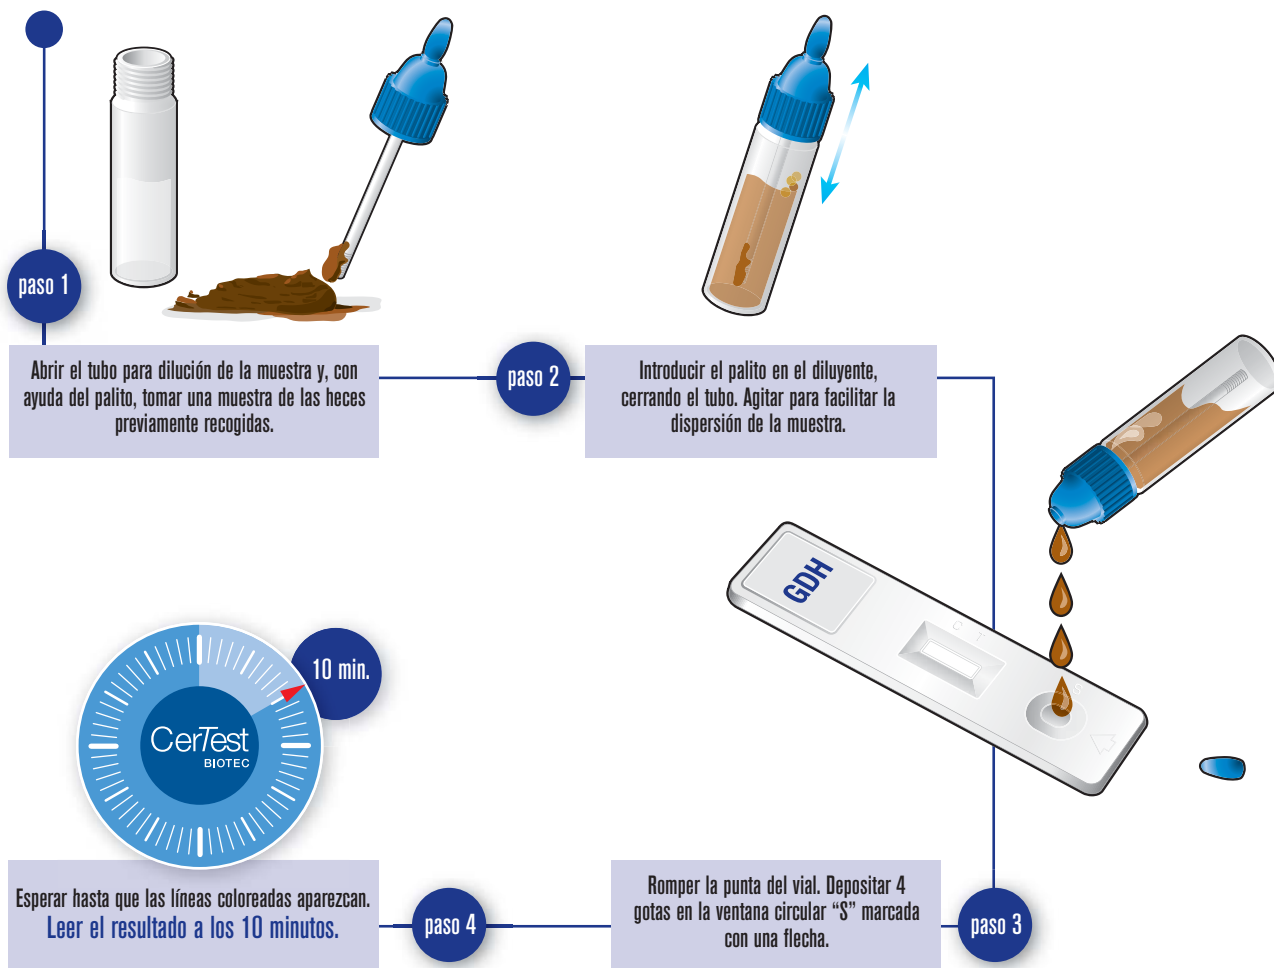 paso 1
Abrir el tubo para dilución de la muestra y, con
ayuda del palito, tomar una muestra de las heces
previamente recogidas.
paso 2
Introducir el palito en el diluyente,
cerrando el tubo. Agitar para facilitar la
dispersión de la muestra.
GDH
C T
S
paso 3
Romper la punta del vial. Depositar 4
gotas en la ventana circular “S” marcada
con una flecha.
10 min.
CerTest
BIOTEC
paso 4
Esperar hasta que las líneas coloreadas aparezcan.
Leer el resultado a los 10 minutos.